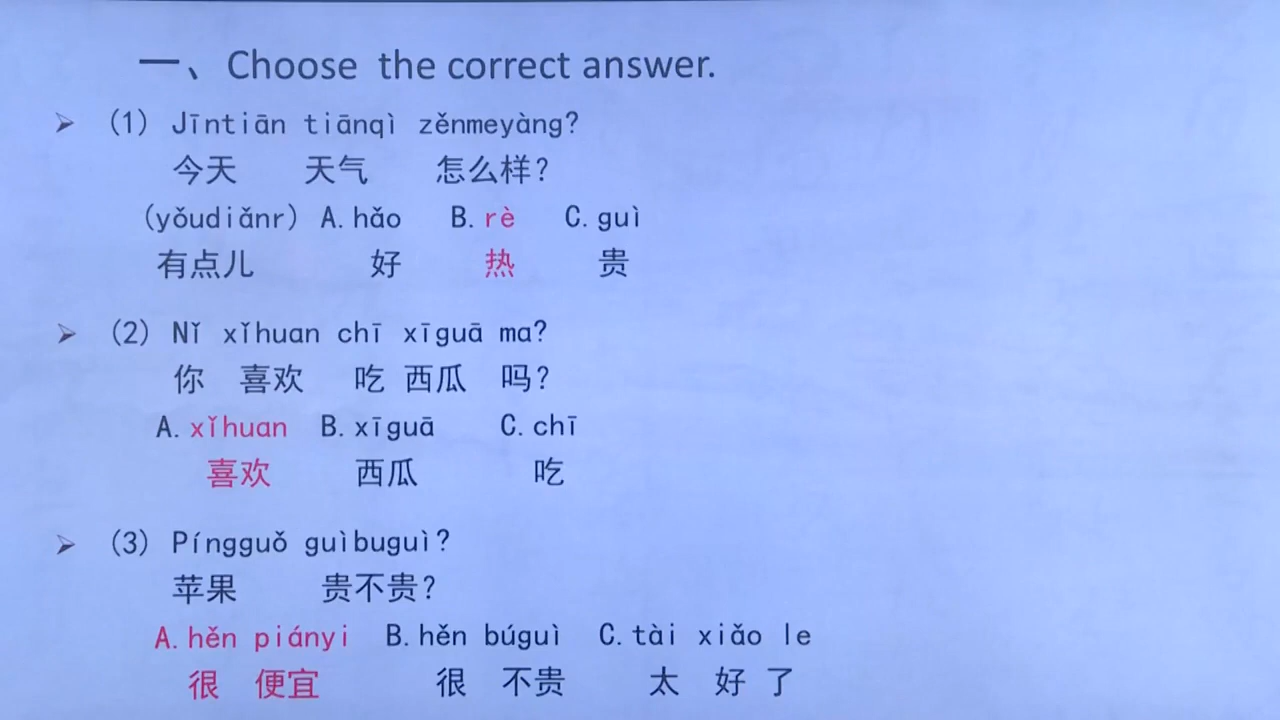 一、Choose the correct answer.
➢ (1) Jīntiān tiānqì zěnmeyàng?
今天 天气 怎么样?
(yǒudiǎnr) A.hǎo B.rè C.guì
有点儿 好 热 贵
➢ (2) Nǐ xǐhuan chī xīguā ma?
你 喜欢 吃 西瓜 吗?
A.xǐhuan B.xīguā C.chī
喜欢 西瓜 吃
➢ (3) Píngguǒ guìbuguì?
苹果 贵不贵?
A.hěn piányi B.hěn búguì C.tài xiǎo le
很 便宜 很 不贵 太 好 了